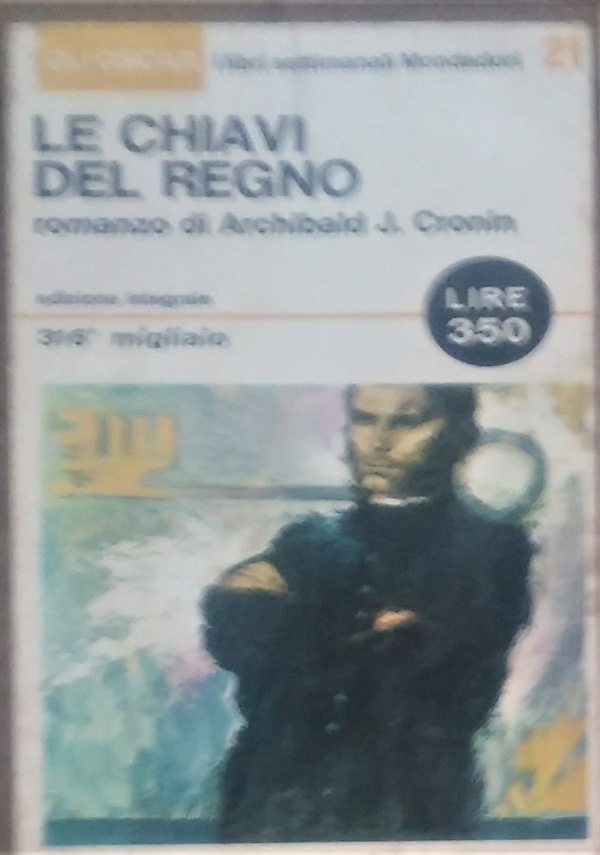 GLI OSCAR i libri settimanali Mondadori 21
LE CHIAVI
DEL REGNO
romanzo di Archibald J. Cronin
edizione integrale
316° migliaio
LIRE
350